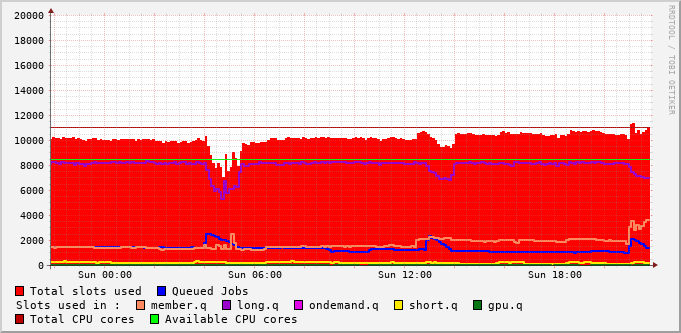 20000
18000
16000
14000
12000
10000
8000
6000
4000
2000
0
Sun 00:00 Sun 06:00 Sun 12:00 Sun 18:00
RRDTOOL / TOBI OETIKER
Total slots used Queued Jobs
Slots used in : member.q long.q ondemand.q short.q gpu.q
Total CPU cores Available CPU cores